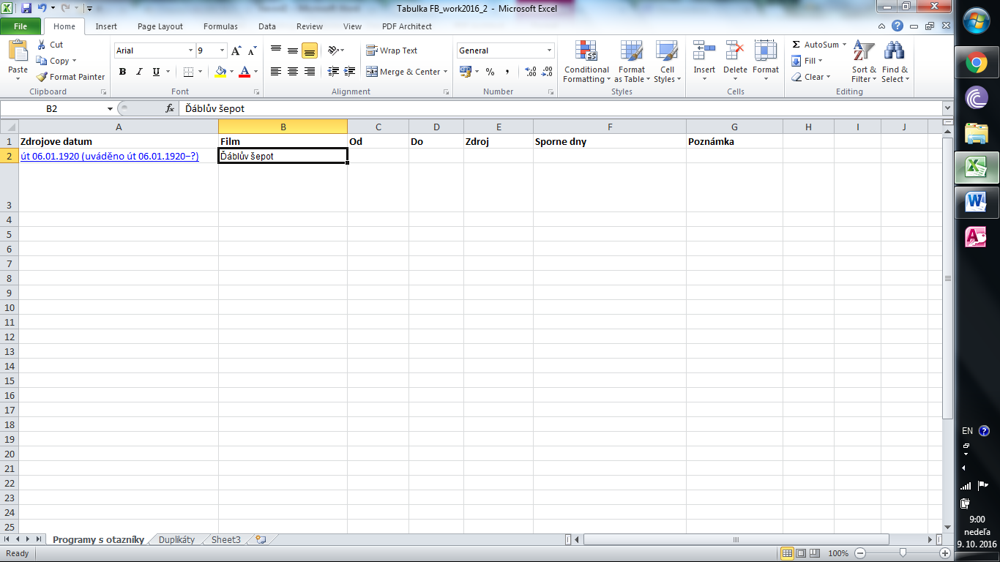 Tabulka FB_work2016_2 - Microsoft Excel
File Home Insert Page Layout Formulas Data Review View PDF Architect
Paste
Cut
Copy
Format Painter
Clipboard
Arial 9
B I U
Font
Wrap Text
Merge & Center
Alignment
General
%
Number
Conditional Formatting
Format as Table
Cell Styles
Styles
Insert Delete Format
Cells
AutoSum
Fill
Clear
Sort & Filter
Find & Select
Editing
B2 fx Ďáblův šepot
A B C D E F G H I J
1 Zdrojove datum Film Od Do Zdroj Sporne dny Poznámka
2 út 06.01.1920 (uváděno út 06.01.1920–?) Ďáblův šepot
3
4
5
6
7
8
9
10
11
12
13
14
15
16
17
18
19
20
21
22
23
24
25
Programy s otazníky Duplikáty Sheet3
Ready 100%
EN
9:00
nedeľa
9. 10. 2016